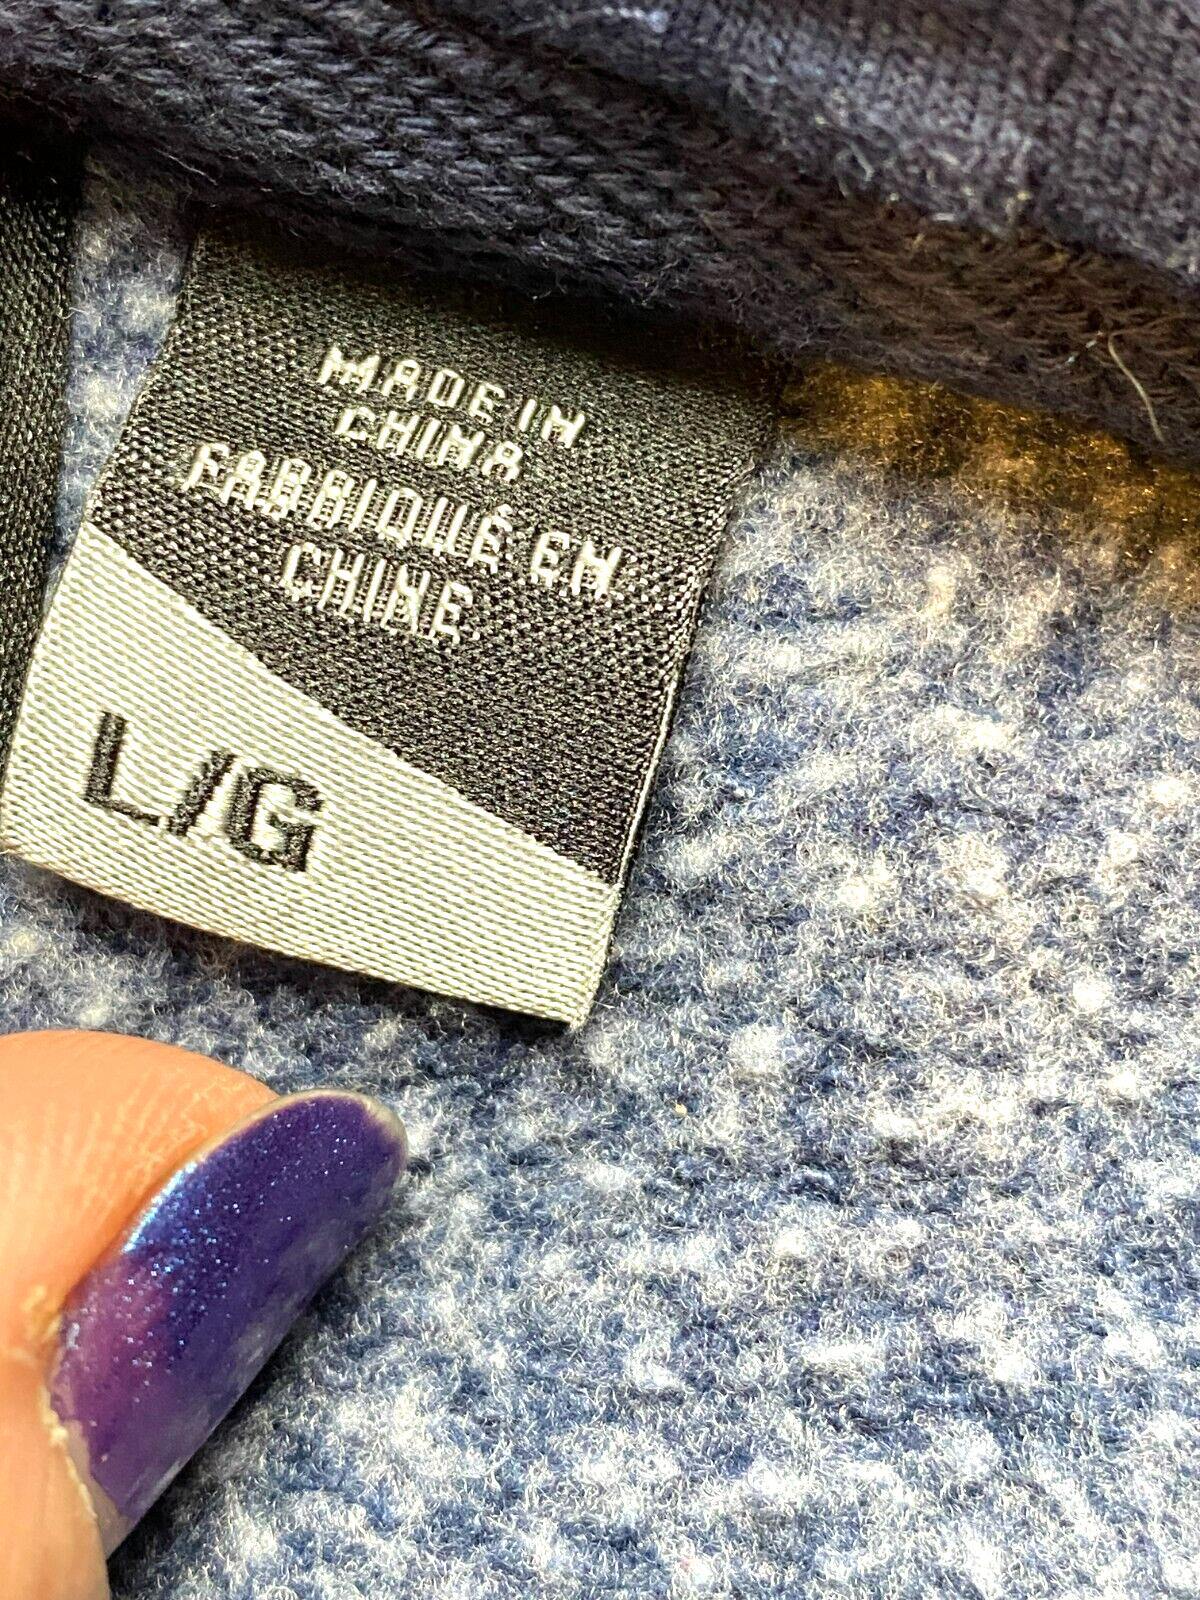 MADE IN
CHINA
FABRIQUÉ EN
CHINE
L/G